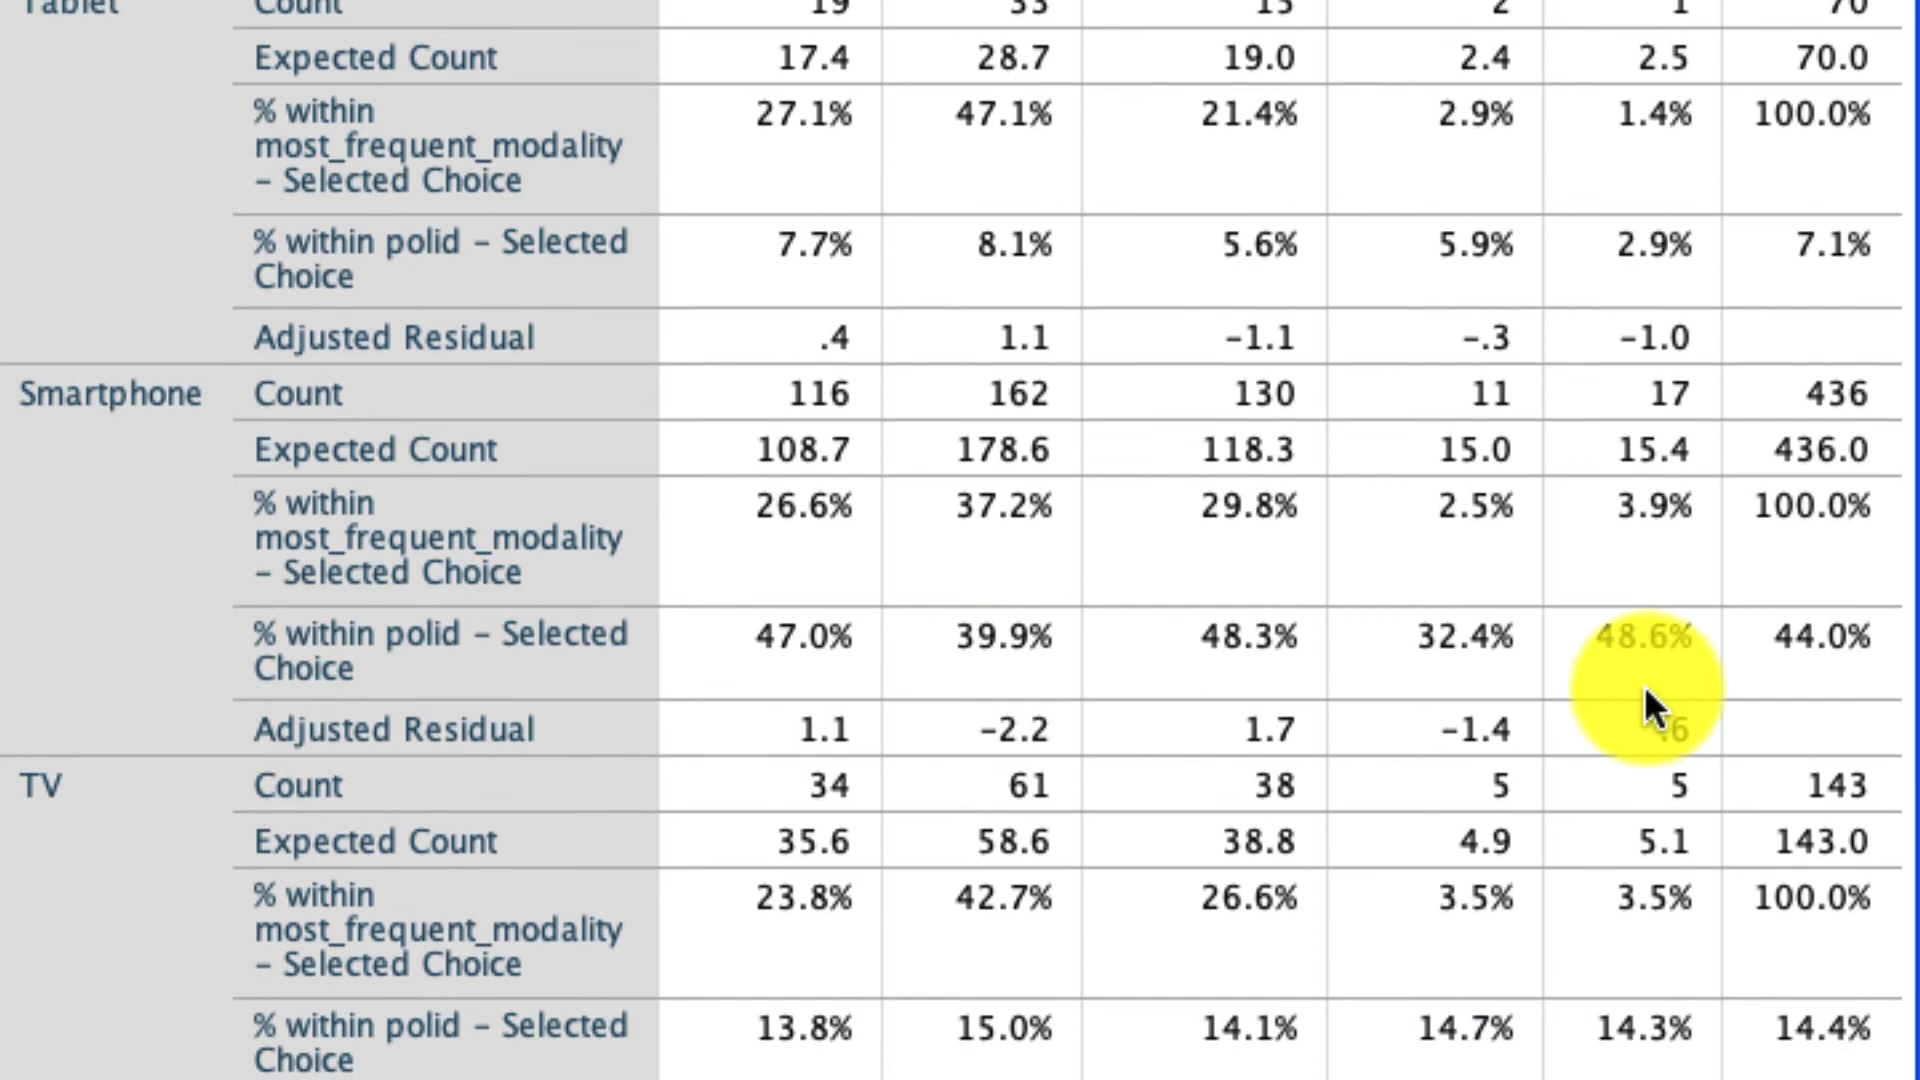 Tablet Count 19 33 15 2 1 70
Expected Count 17.4 28.7 19.0 2.4 2.5 70.0
% within 27.1% 47.1% 21.4% 2.9% 1.4% 100.0%
most_frequent_modality
– Selected Choice
% within polid – Selected 7.7% 8.1% 5.6% 5.9% 2.9% 7.1%
Choice
Adjusted Residual .4 1.1 –1.1 –.3 –1.0
Smartphone Count 116 162 130 11 17 436
Expected Count 108.7 178.6 118.3 15.0 15.4 436.0
% within 26.6% 37.2% 29.8% 2.5% 3.9% 100.0%
most_frequent_modality
– Selected Choice
% within polid – Selected 47.0% 39.9% 48.3% 32.4% 48.6% 44.0%
Choice
Adjusted Residual 1.1 –2.2 1.7 –1.4 .6
TV Count 34 61 38 5 5 143
Expected Count 35.6 58.6 38.8 4.9 5.1 143.0
% within 23.8% 42.7% 26.6% 3.5% 3.5% 100.0%
most_frequent_modality
– Selected Choice
% within polid – Selected 13.8% 15.0% 14.1% 14.7% 14.3% 14.4%
Choice